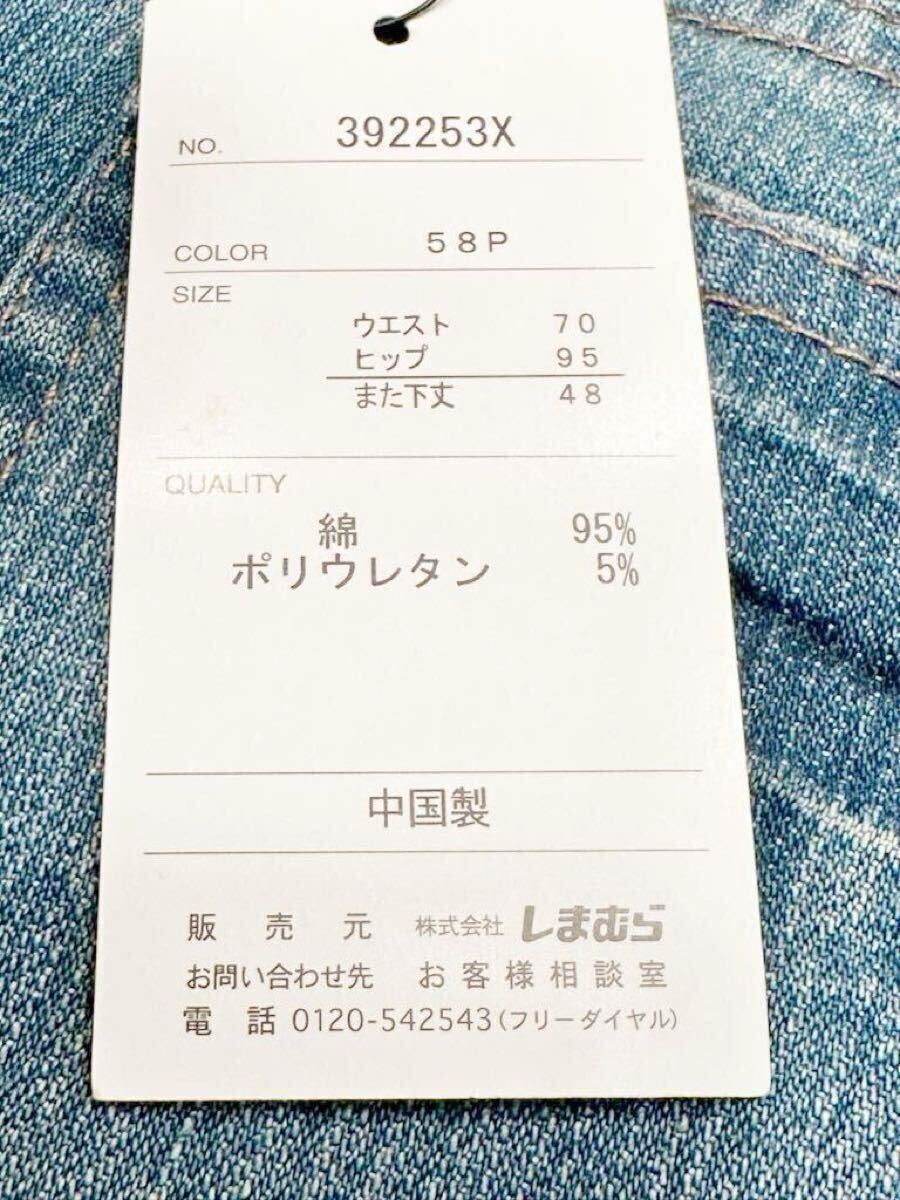 NO. 392253X
COLOR 58P
SIZE
ウエスト 70
ヒップ 95
また下丈 48
QUALITY
綿 95%
ポリウレタン 5%
中国製
販売元 株式会社 しまむら
お問い合わせ先 お客様相談室
電話 0120-542543(フリーダイヤル)